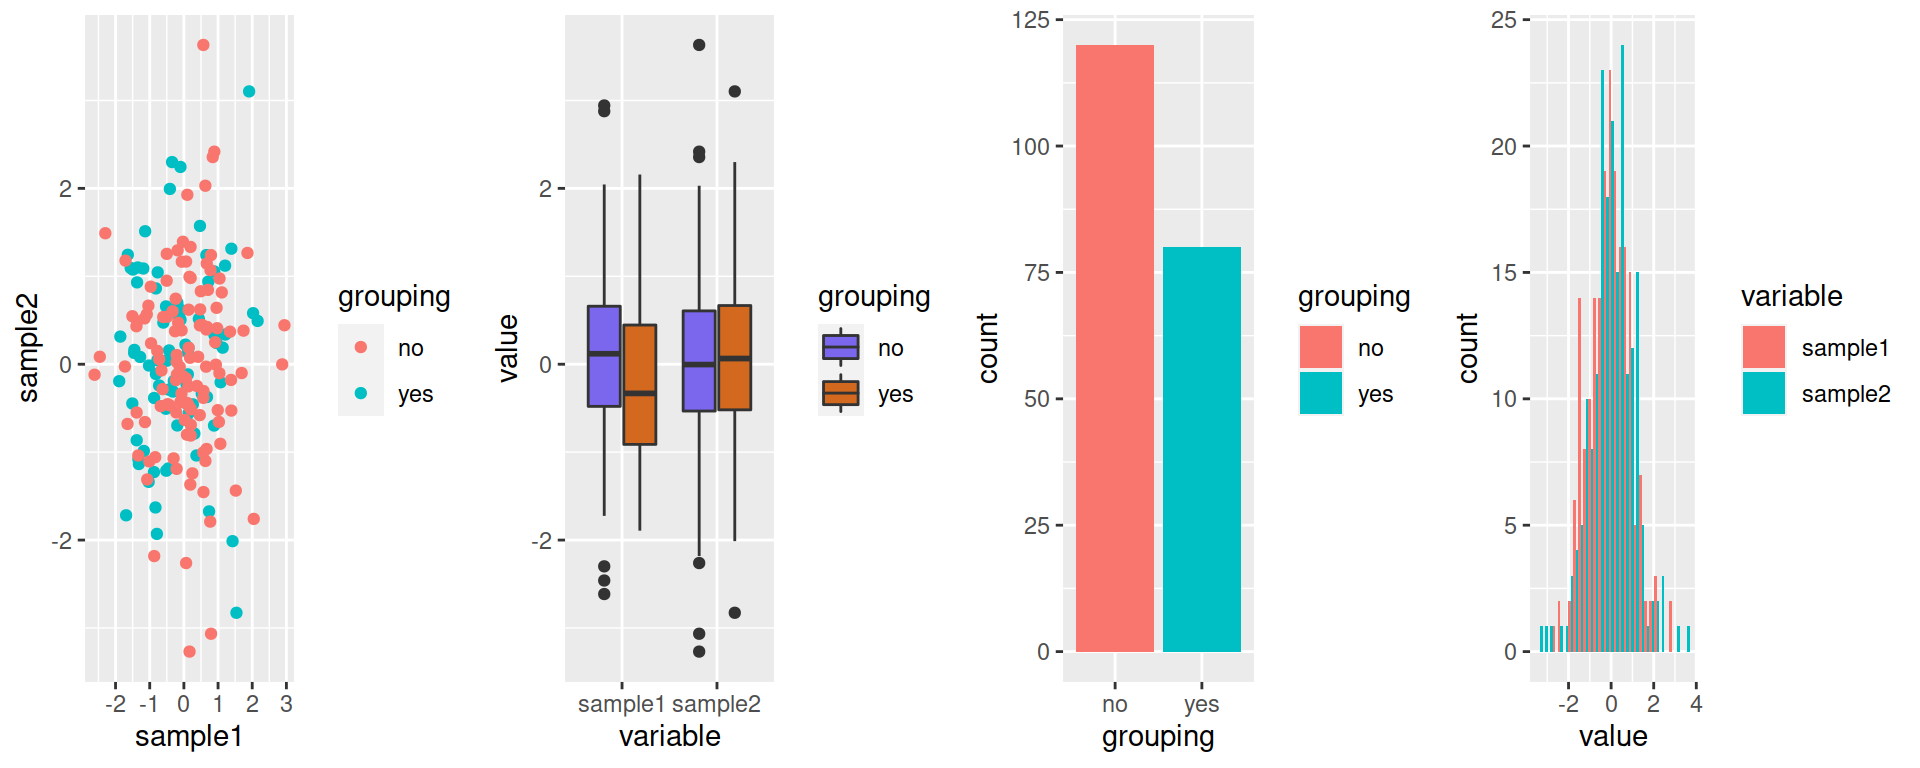 sample2
2
0
-2
-2 -1 0 1 2 3
sample1
grouping
no
yes
value
2
0
-2
sample1 sample2
variable
grouping
no
yes
count
125
100
75
50
25
0
no yes
grouping
grouping
no
yes
count
25
20
15
10
5
0
-2 0 2 4
value
variable
sample1
sample2